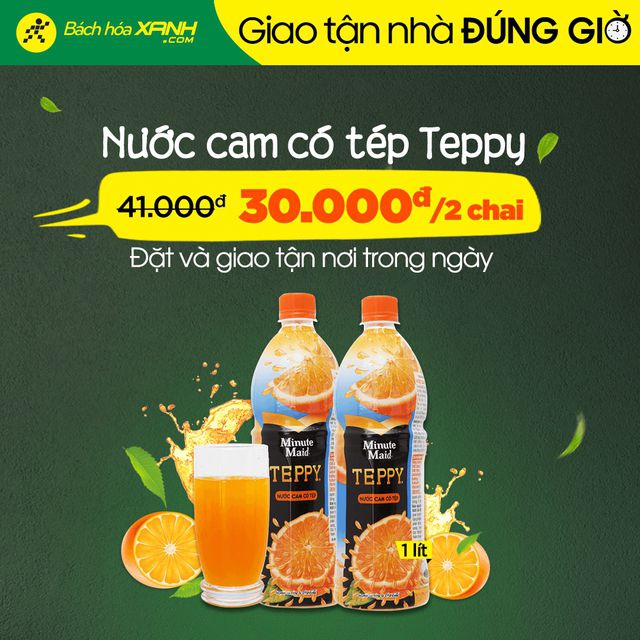 Bách hóa XANH
.COM
Giao tận nhà ĐÚNG GIỜ
Nước cam có tép Teppy
41.000đ 30.000đ/2 chai
Đặt và giao tận nơi trong ngày
Minute
Maid
TEPPY
NƯỚC CAM CÓ TÉP
Minute
Maid
TEPPY
NƯỚC CAM CÓ TÉP
1 lít